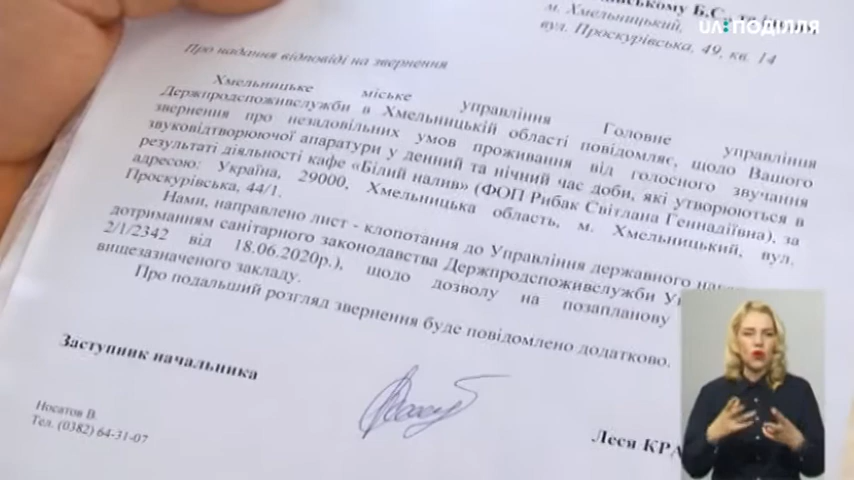 UA:ПОДІЛЛЯ
Б.С.
м. Хмельницький,
вул. Проскурівська, 49, кв. 14
Про надання відповіді на звернення
Хмельницьке міське управління Головне управління
Держпродспоживслужби в Хмельницькій області повідомляє, щодо Вашого
звернення про незадовільних умов проживання від голосного звучання
звуковідтворюючої апаратури у денний та нічний час доби, які утворюються в
результаті діяльності кафе «Білий налив» (ФОП Рибак Світлана Геннадіївна), за
адресою: Україна, 29000, Хмельницька область, м. Хмельницький, вул.
Проскурівська, 44/1.
Нами, направлено лист - клопотання до Управління державного
дотриманням санітарного законодавства Держпродспоживслужби
2/1/2342 від 18.06.2020р.), щодо дозволу на позапланову
вищезазначеного закладу.
Про подальший розгляд звернення буде повідомлено додатково.
Заступник начальника
Леся
Носатов В.
Тел. (0382) 64-31-07